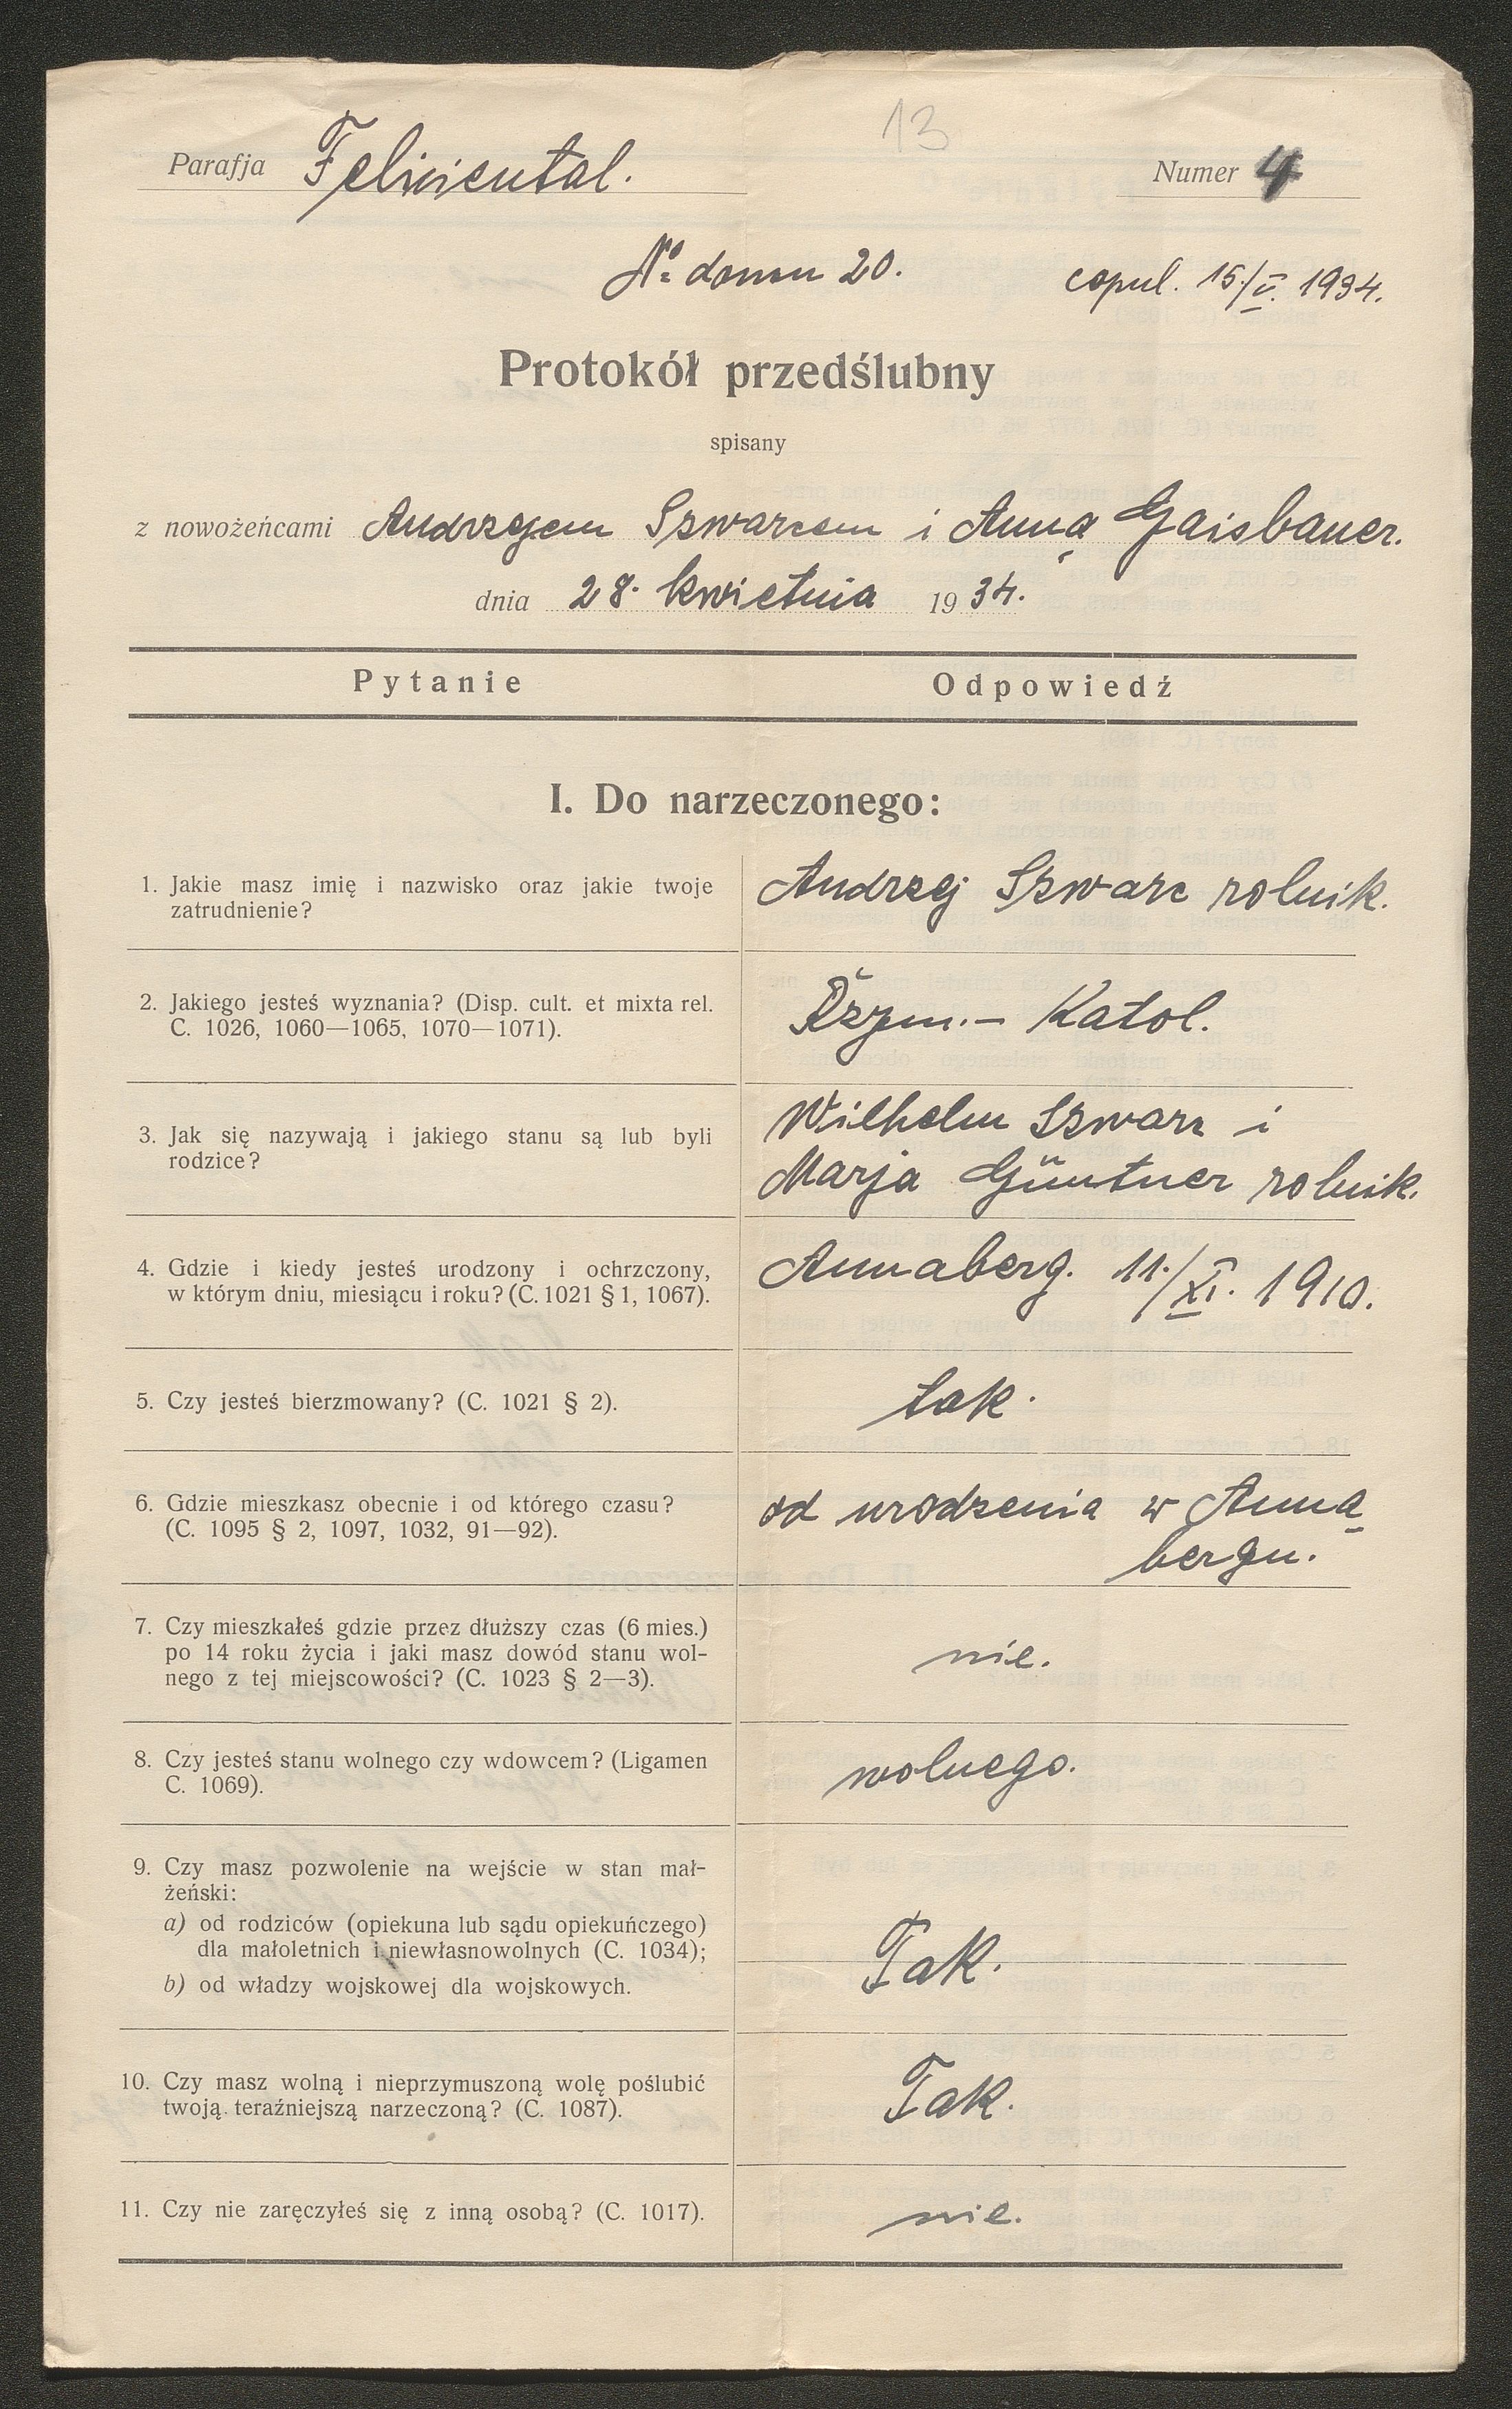 13
Parafja Feliciental. Numer 4
No domu 20. copul. 15/V. 1934.
Protokół przedślubny
spisany
z nowożeńcami Andrzejem Szwarcem i Anną Gaisbauer.
dnia 28. kwietnia 1934.
Pytanie Odpowiedź
I. Do narzeczonego:
1. Jakie masz imię i nazwisko oraz jakie twoje
zatrudnienie?
Andrzej Szwarc rolnik.
2. Jakiego jesteś wyznania? (Disp. cult. et mixta rel.
C. 1026, 1060—1065, 1070—1071).
Rzym.- Katol.
3. Jak się nazywają i jakiego stanu są lub byli
rodzice?
Wilhelm Szwarc i
Marja Güntner rolnik.
4. Gdzie i kiedy jesteś urodzony i ochrzczony,
w którym dniu, miesiącu i roku? (C. 1021 § 1, 1067).
Annaberg. 11./XI. 1910.
5. Czy jesteś bierzmowany? (C. 1021 § 2).
tak.
6. Gdzie mieszkasz obecnie i od którego czasu?
(C. 1095 § 2, 1097, 1032, 91—92).
od urodzenia w Anna
bergu.
7. Czy mieszkałeś gdzie przez dłuższy czas (6 mies.)
po 14 roku życia i jaki masz dowód stanu wol-
nego z tej miejscowości? (C. 1023 § 2—3).
nie.
8. Czy jesteś stanu wolnego czy wdowcem? (Ligamen
C. 1069).
wolnego.
9. Czy masz pozwolenie na wejście w stan mał-
żeński:
a) od rodziców (opiekuna lub sądu opiekuńczego)
dla małoletnich i niewłasnowolnych (C. 1034);
b) od władzy wojskowej dla wojskowych.
Tak.
10. Czy masz wolną i nieprzymuszoną wolę poślubić
twoją teraźniejszą narzeczoną? (C. 1087).
Tak.
11. Czy nie zaręczyłeś się z inną osobą? (C. 1017).
nie.